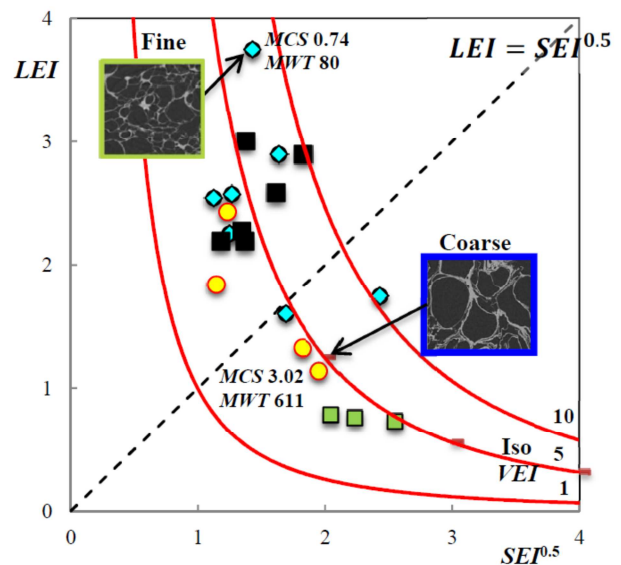 4
LEI
Fine
MCS 0.74
MWT 80
LEI = SEI^0.5
3
2
Coarse
MCS 3.02
MWT 611
1
10
Iso
5
VEI
1
0
0
1
2
3
4
SEI^0.5